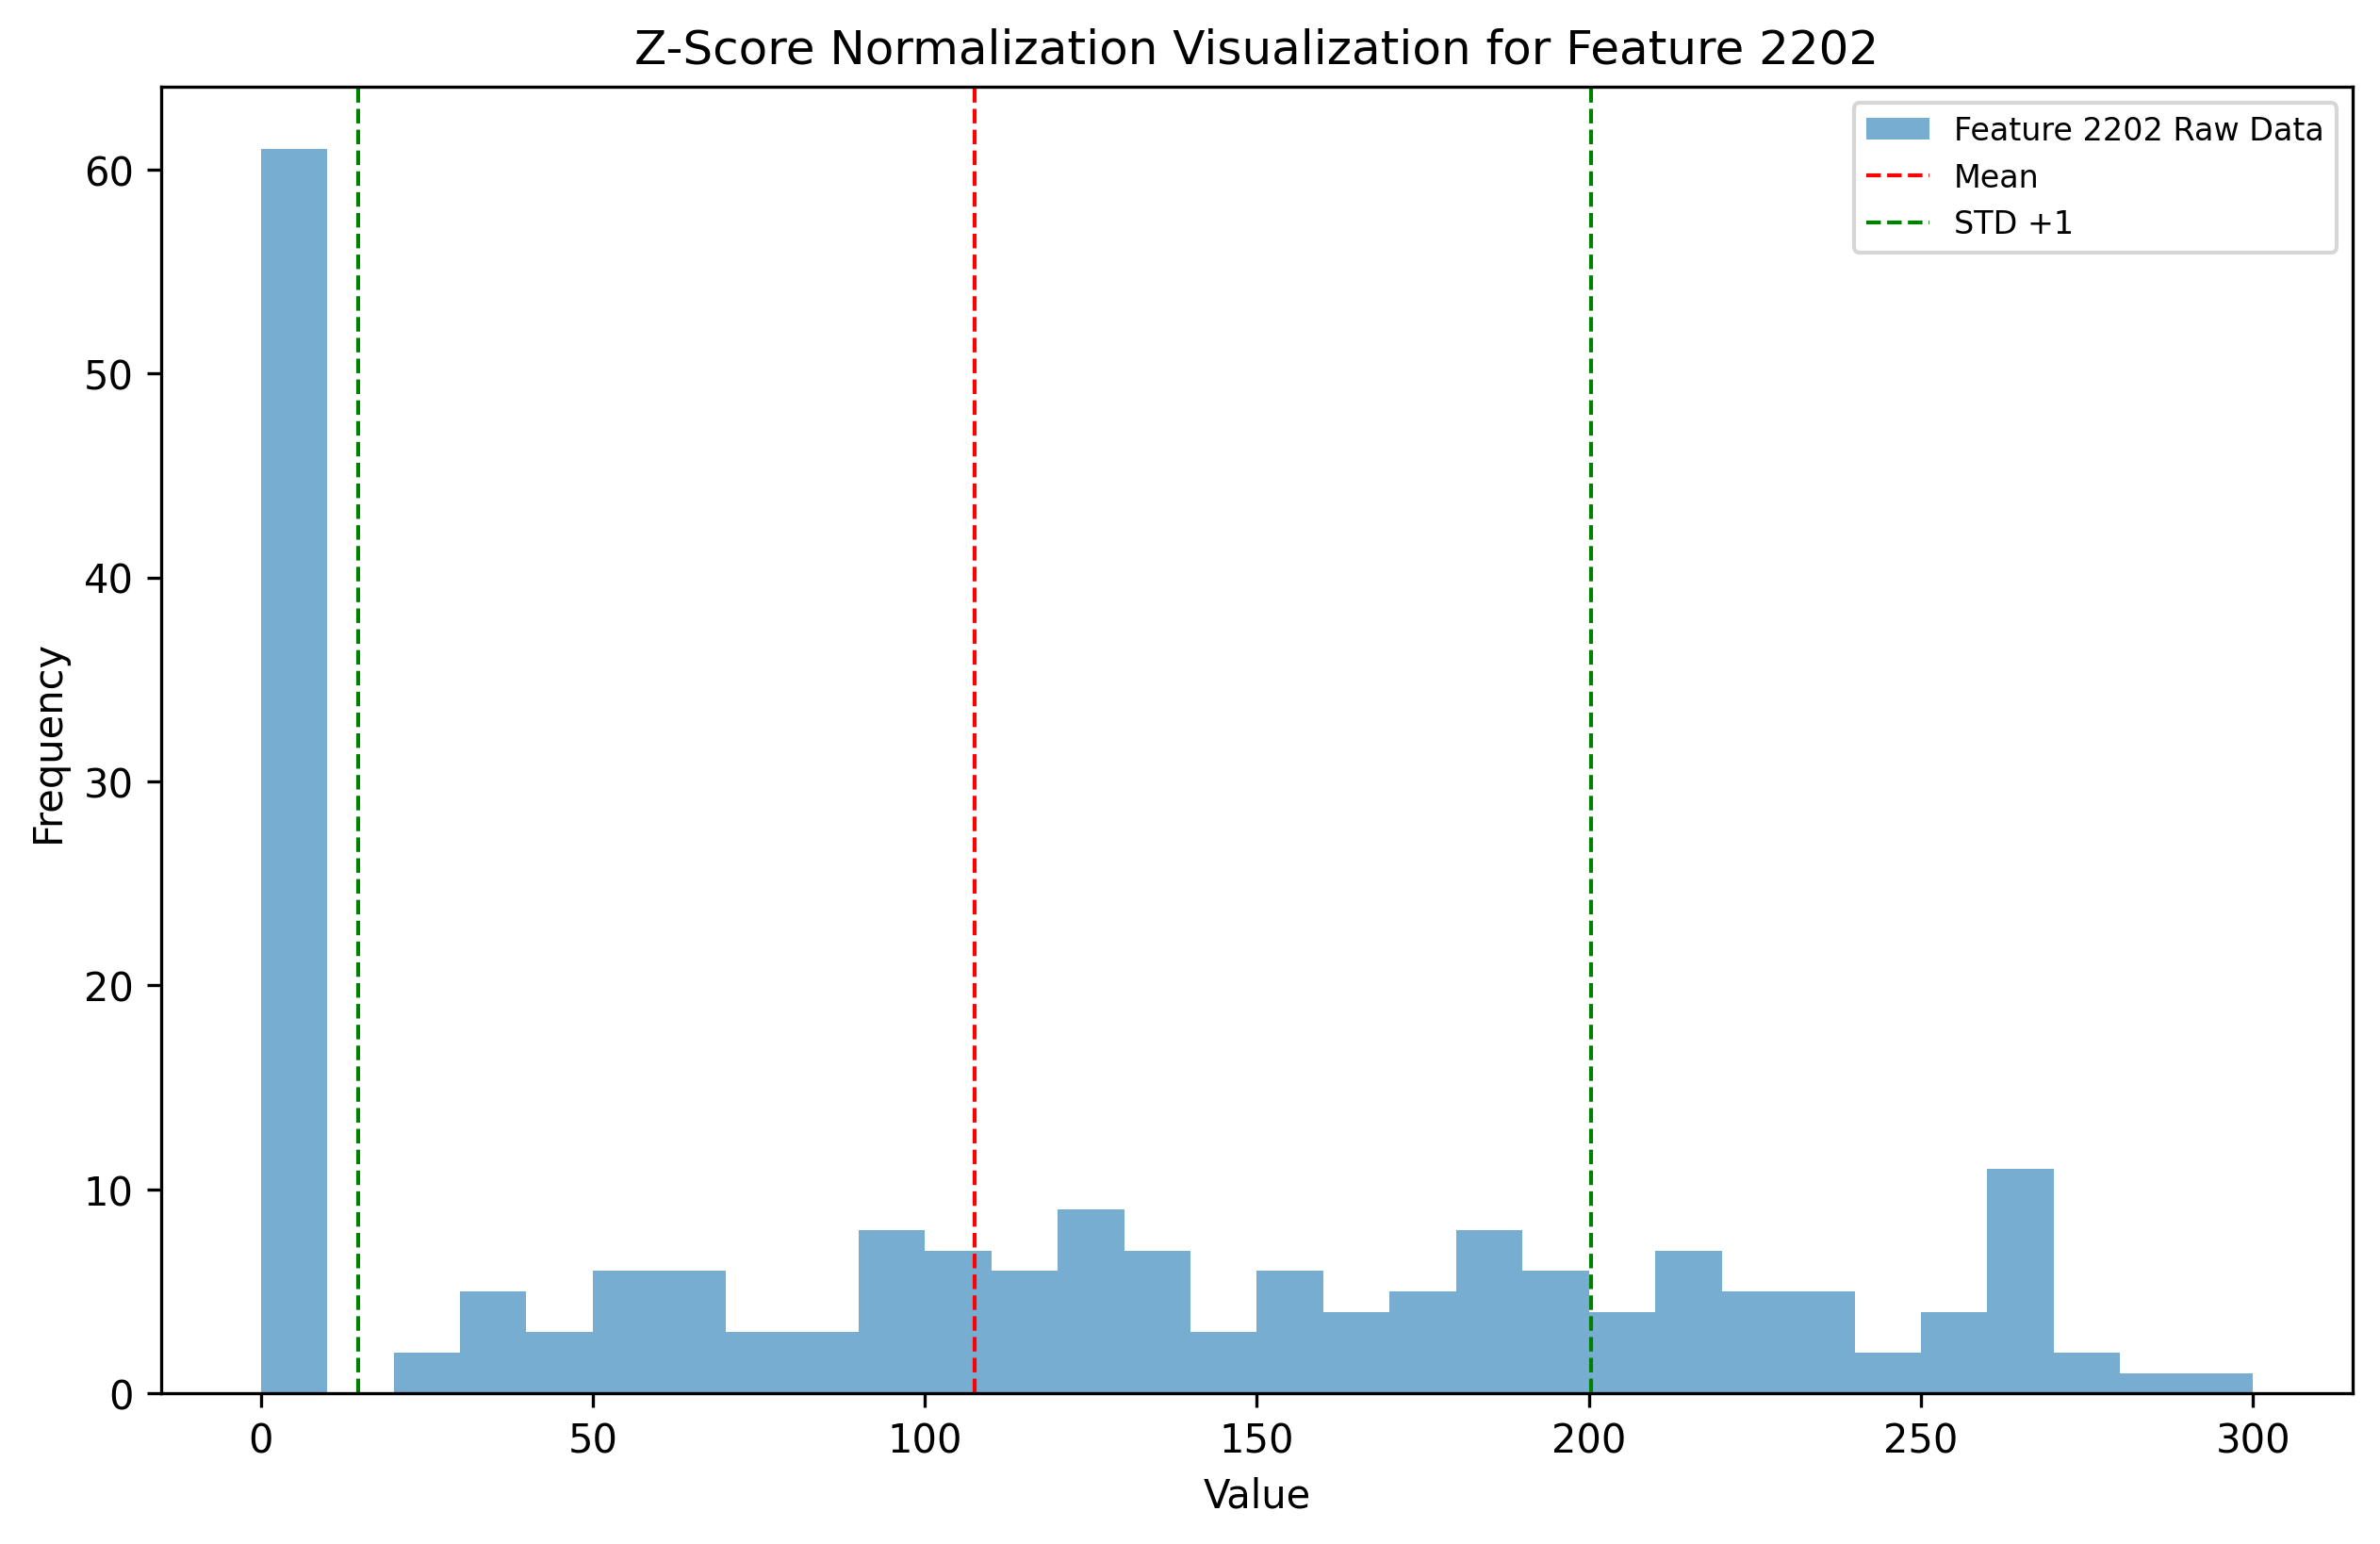 Z-Score Normalization Visualization for Feature 2202
Feature 2202 Raw Data
Mean
STD +1
60
50
40
30
20
10
0
Frequency
0 50 100 150 200 250 300
Value